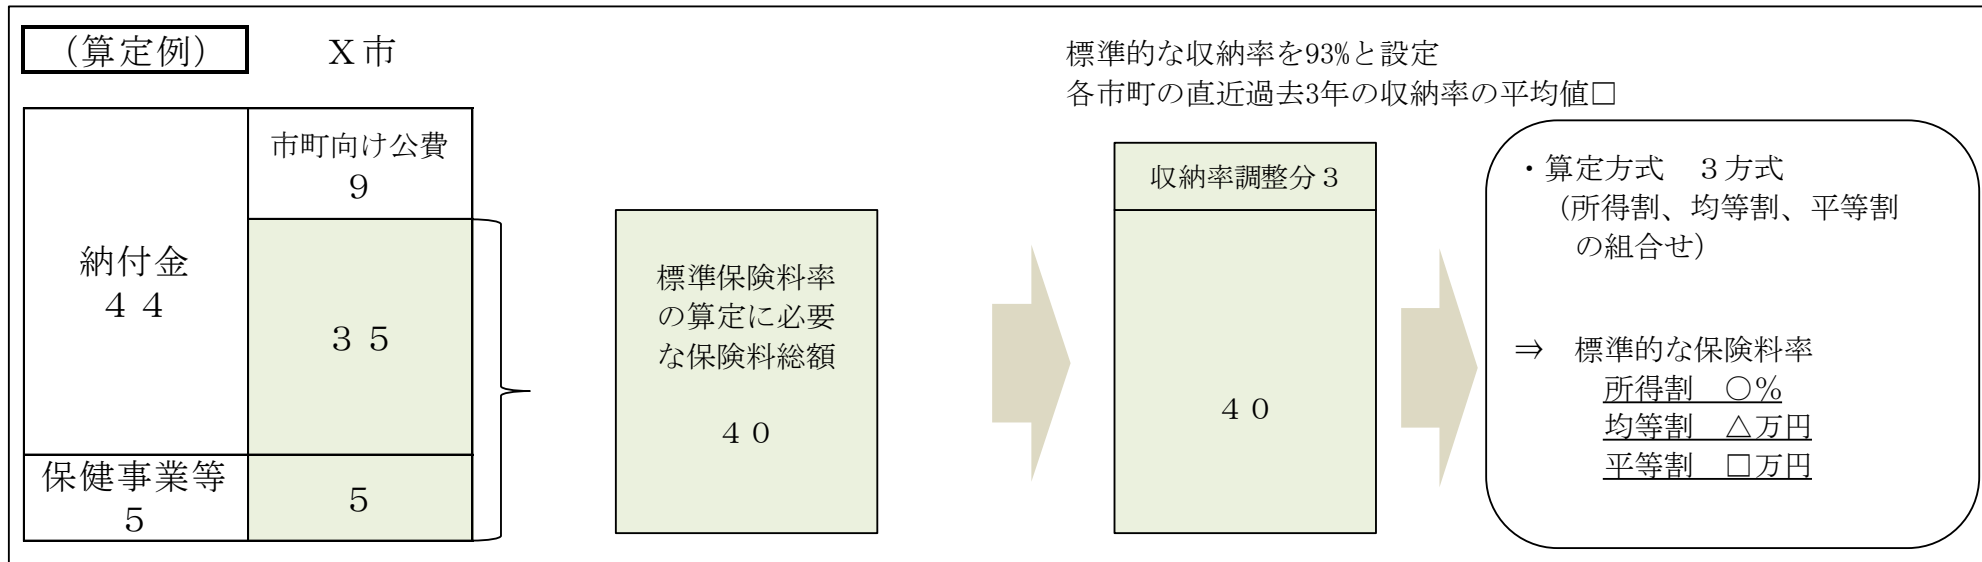 （算定例）
Ｘ市
標準的な収納率を93%と設定
各市町の直近過去3年の収納率の平均値□
納付金
４４
市町向け公費
９
３５
保健事業等
５
５
標準保険料率
の算定に必要
な保険料総額
４０
収納率調整分３
４０
・算定方式　３方式
（所得割、均等割、平等割
の組合せ）
⇒　標準的な保険料率
所得割　○％
均等割　△万円
平等割　□万円